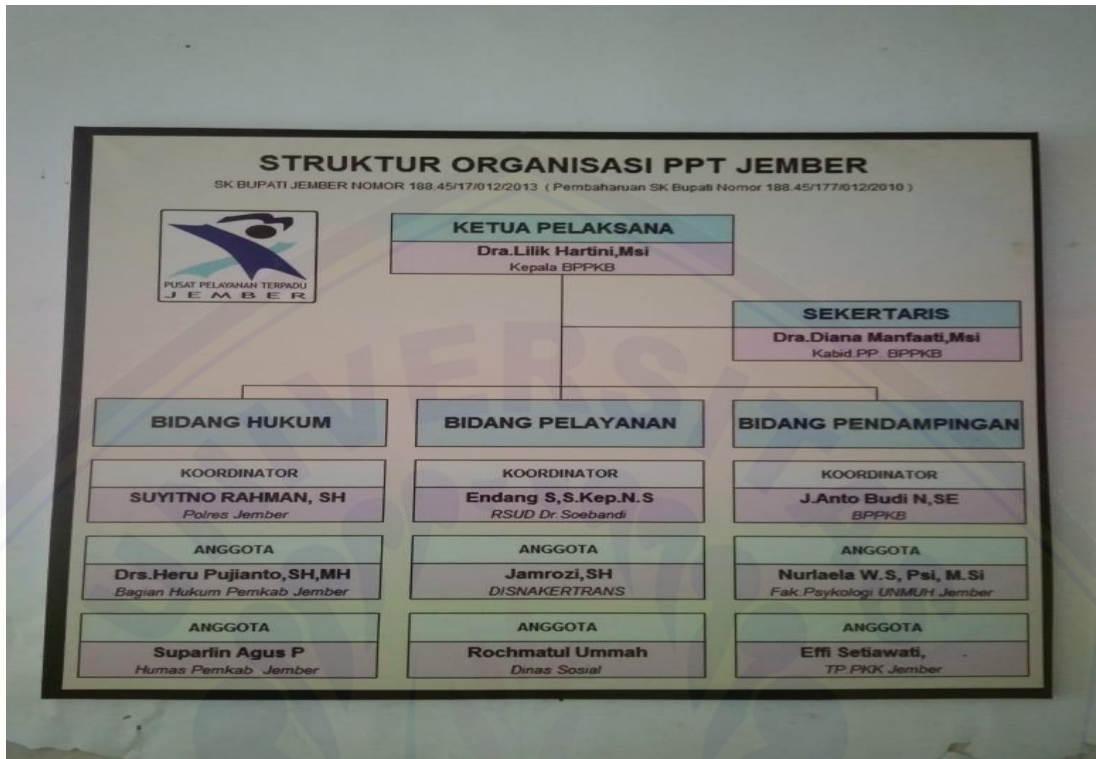 STRUKTUR ORGANISASI PPT JEMBER
SK BUPATI JEMBER NOMOR 188.45/17/012/2013 ( Pembaharuan SK Bupati Nomor 188.45/177/012/2010 )
PUSAT PELAYANAN TERPADU
JEMBER
KETUA PELAKSANA
Dra.Lilik Hartini,Msi
Kepala BPPKB
SEKERTARIS
Dra.Diana Manfaati,Msi
Kabid.PP. BPPKB
BIDANG HUKUM
KOORDINATOR
SUYITNO RAHMAN, SH
Polres Jember
ANGGOTA
Drs.Heru Pujianto,SH,MH
Bagian Hukum Pemkab Jember
ANGGOTA
Suparlin Agus P
Humas Pemkab Jember
BIDANG PELAYANAN
KOORDINATOR
Endang S,S.Kep.N.S
RSUD Dr.Soebandi
ANGGOTA
Jamrozi,SH
DISNAKERTRANS
ANGGOTA
Rochmatul Ummah
Dinas Sosial
BIDANG PENDAMPINGAN
KOORDINATOR
J.Anto Budi N,SE
BPPKB
ANGGOTA
Nurlaela W.S, Psi, M.Si
Fak.Psykologi UNMUH Jember
ANGGOTA
Effi Setiawati,
TP.PKK Jember